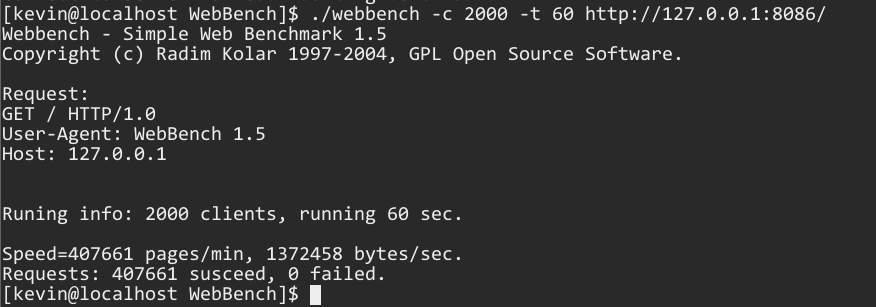 [kevin@localhost WebBench]$ ./webbench -c 2000 -t 60 http://127.0.0.1:8086/
Webbench - Simple Web Benchmark 1.5
Copyright (c) Radim Kolar 1997-2004, GPL Open Source Software.
Request:
GET / HTTP/1.0
User-Agent: WebBench 1.5
Host: 127.0.0.1
Runing info: 2000 clients, running 60 sec.
Speed=407661 pages/min, 1372458 bytes/sec.
Requests: 407661 susceed, 0 failed.
[kevin@localhost WebBench]$